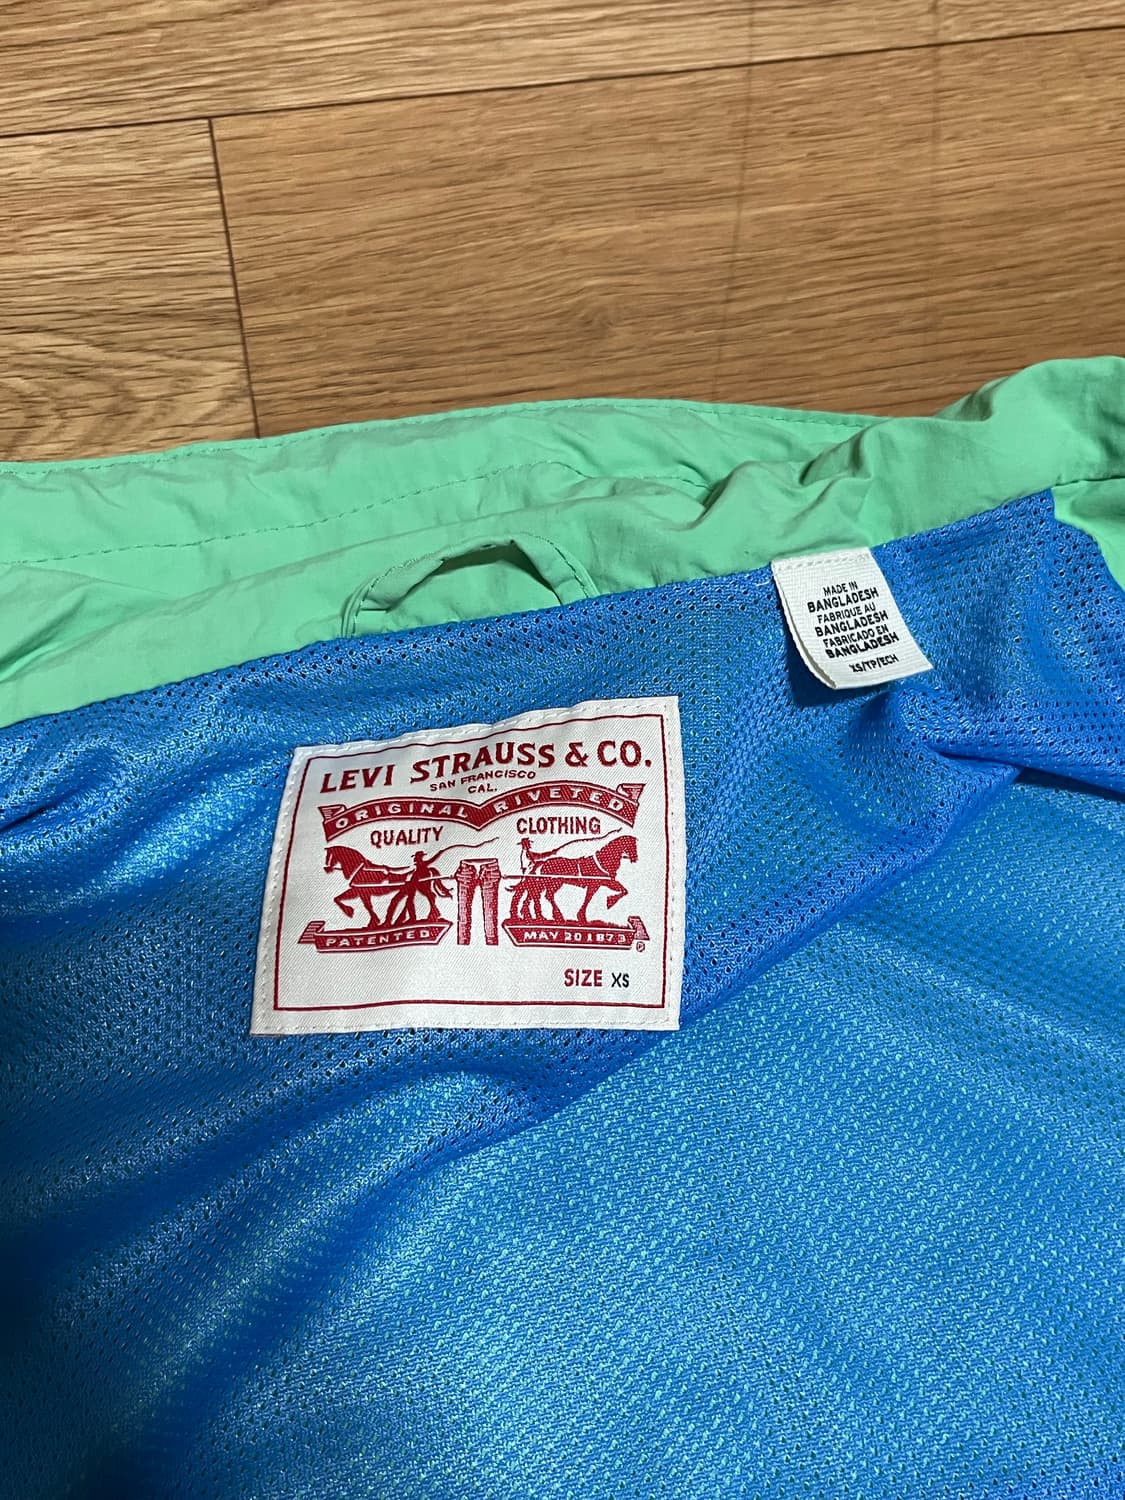 MADE IN
BANGLADESH
FABRIQUE AU
BANGLADESH
FABRICADO EN
BANGLADESH
XS/TP/ECH
LEVI STRAUSS & CO.
SAN FRANCISCO
CAL.
ORIGINAL RIVETED
QUALITY CLOTHING
PATENTED MAY 20 1873
SIZE XS